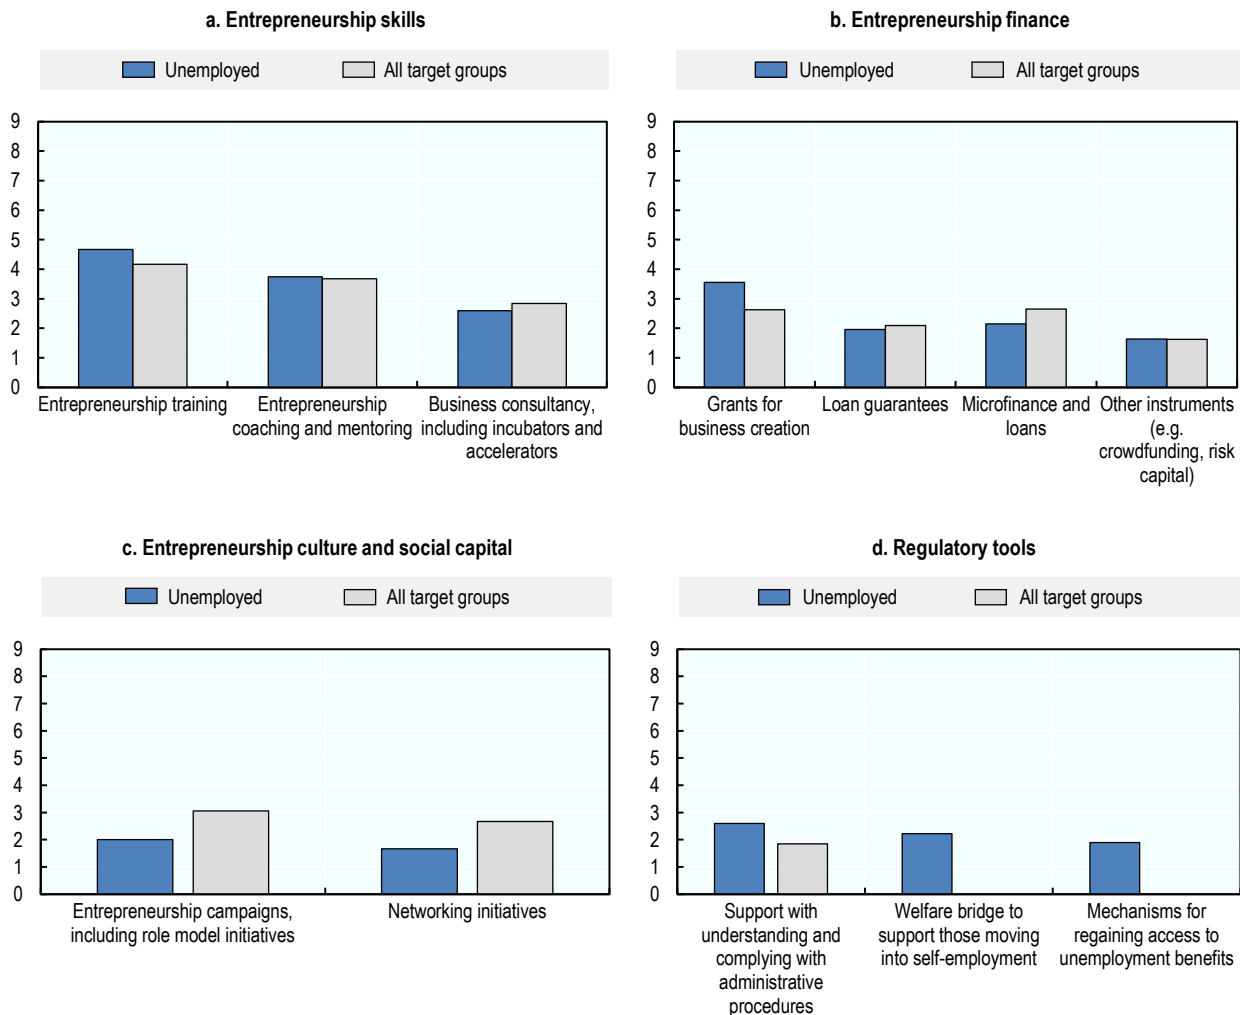 a. Entrepreneurship skills
Unemployed
All target groups
9
8
7
6
5
4
3
2
1
0
Entrepreneurship training
Entrepreneurship
coaching and mentoring
Business consultancy,
including incubators and
accelerators
b. Entrepreneurship finance
Unemployed
All target groups
9
8
7
6
5
4
3
2
1
0
Grants for
business creation
Loan guarantees
Microfinance and
loans
Other instruments
(e.g.
crowdfunding, risk
capital)
c. Entrepreneurship culture and social capital
Unemployed
All target groups
9
8
7
6
5
4
3
2
1
0
Entrepreneurship campaigns,
including role model initiatives
Networking initiatives
d. Regulatory tools
Unemployed
All target groups
9
8
7
6
5
4
3
2
1
0
Support with
understanding and
complying with
administrative
procedures
Welfare bridge to
support those moving
into self-employment
Mechanisms for
regaining access to
unemployment benefits